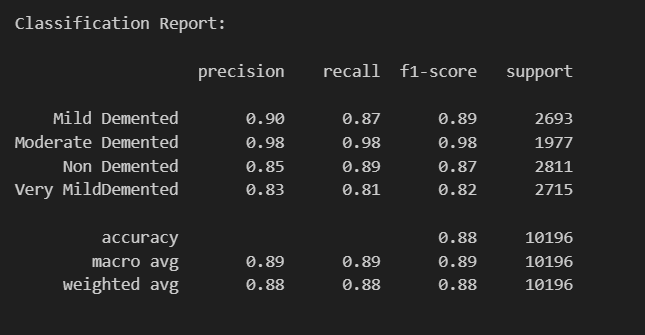 Classification Report:
precision recall f1-score support
Mild Demented 0.90 0.87 0.89 2693
Moderate Demented 0.98 0.98 0.98 1977
Non Demented 0.85 0.89 0.87 2811
Very MildDemented 0.83 0.81 0.82 2715
accuracy 0.88 10196
macro avg 0.89 0.89 0.89 10196
weighted avg 0.88 0.88 0.88 10196